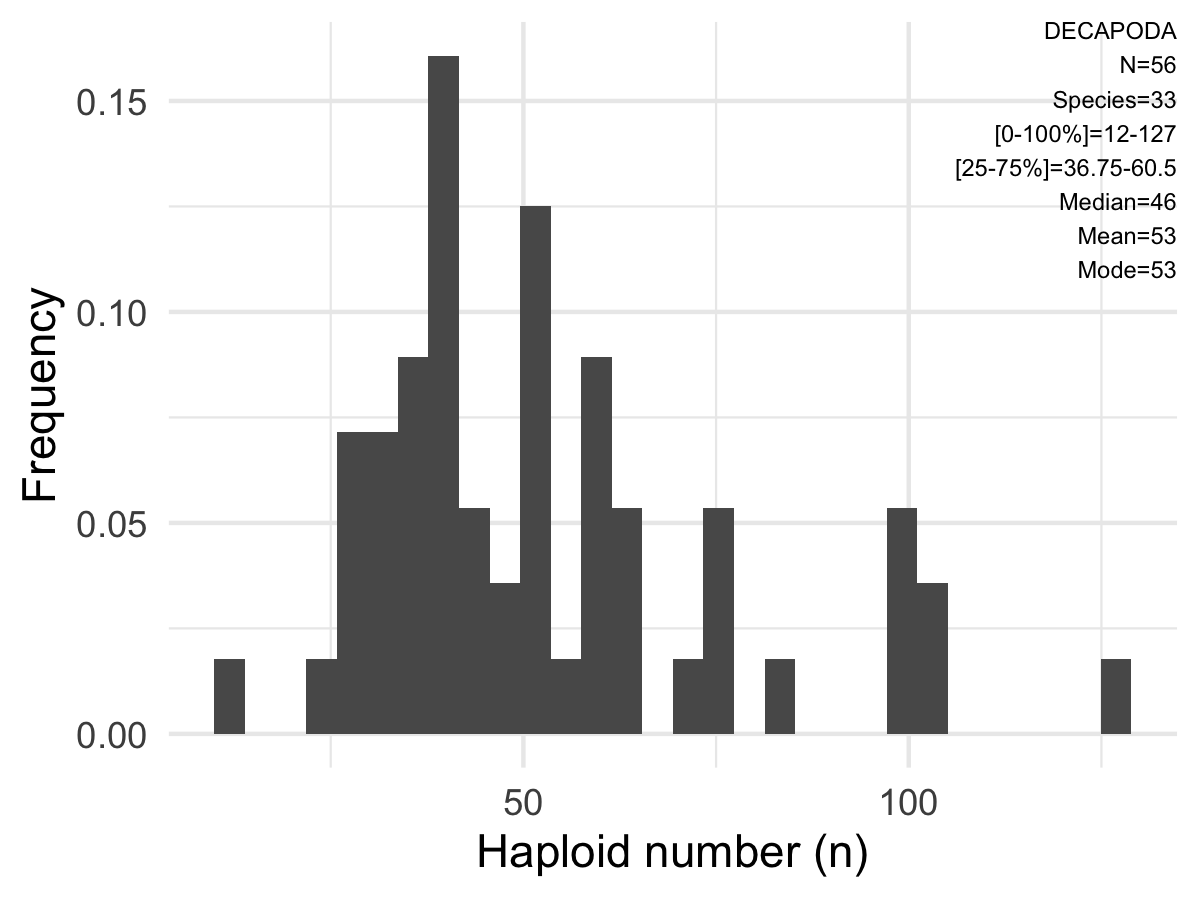 DECAPODA
N=56
Species=33
[0-100%]=12-127
[25-75%]=36.75-60.5
Median=46
Mean=53
Mode=53
0.15
0.10
0.05
0.00
Frequency
50 100
Haploid number (n)